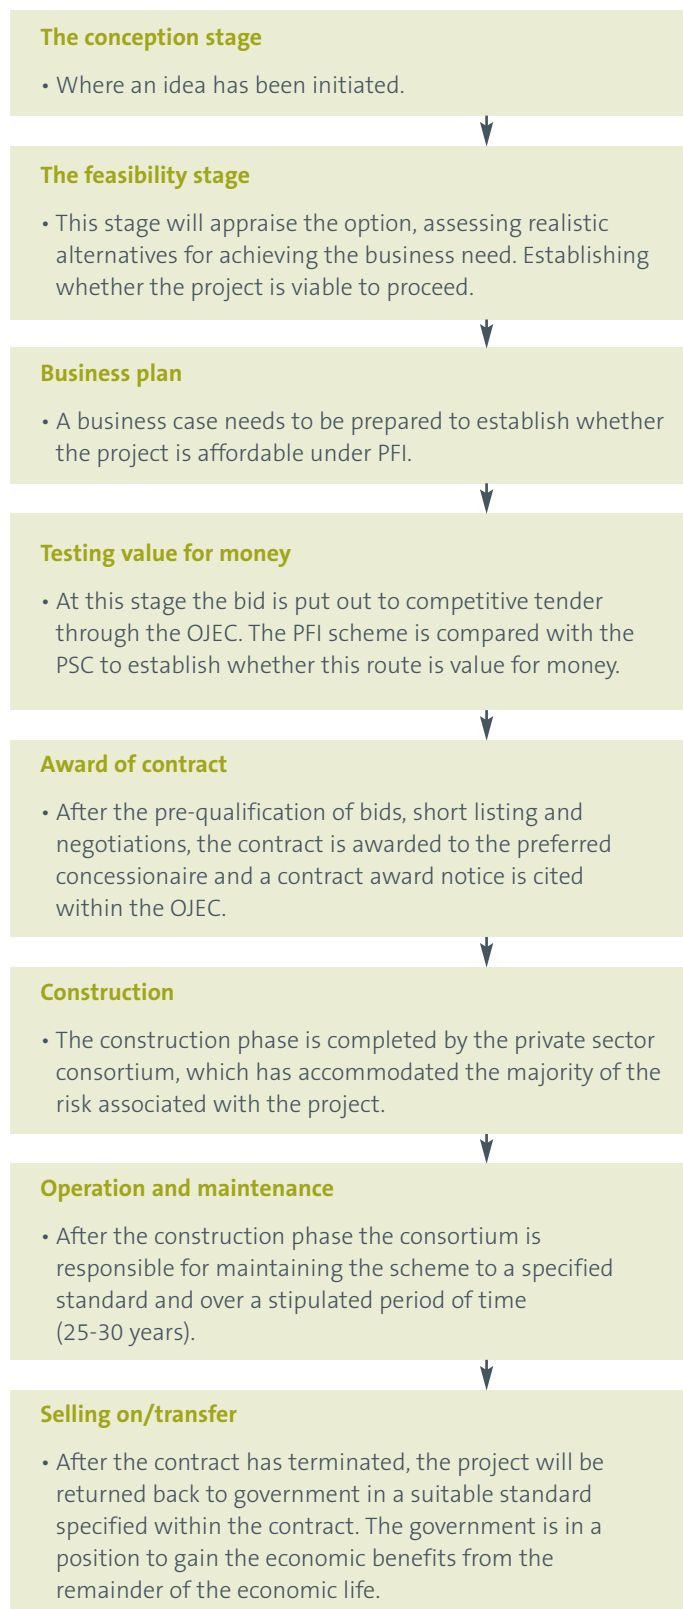 The conception stage
• Where an idea has been initiated.
The feasibility stage
• This stage will appraise the option, assessing realistic
alternatives for achieving the business need. Establishing
whether the project is viable to proceed.
Business plan
• A business case needs to be prepared to establish whether
the project is affordable under PFI.
Testing value for money
• At this stage the bid is put out to competitive tender
through the OJEC. The PFI scheme is compared with the
PSC to establish whether this route is value for money.
Award of contract
• After the pre-qualification of bids, short listing and
negotiations, the contract is awarded to the preferred
concessionaire and a contract award notice is cited
within the OJEC.
Construction
• The construction phase is completed by the private sector
consortium, which has accommodated the majority of the
risk associated with the project.
Operation and maintenance
• After the construction phase the consortium is
responsible for maintaining the scheme to a specified
standard and over a stipulated period of time
(25-30 years).
Selling on/transfer
• After the contract has terminated, the project will be
returned back to government in a suitable standard
specified within the contract. The government is in a
position to gain the economic benefits from the
remainder of the economic life.